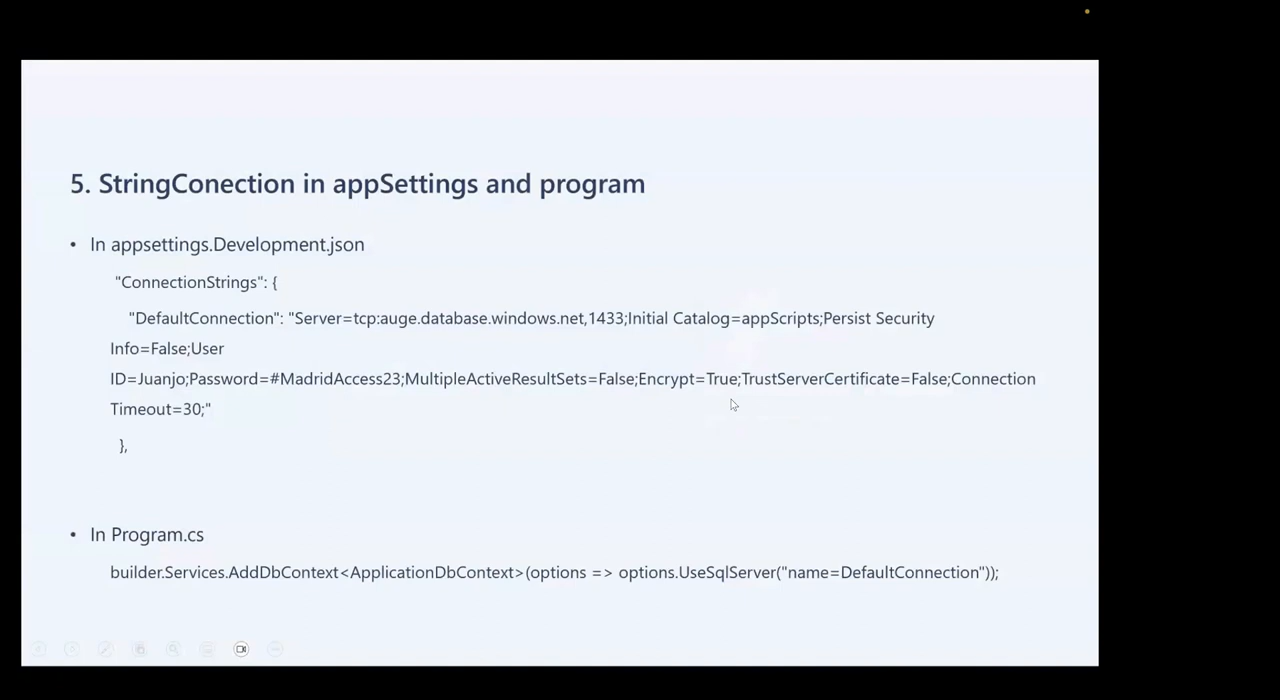 5. StringConection in appSettings and program
• In appsettings.Development.json
"ConnectionStrings": {
"DefaultConnection": "Server=tcp:auge.database.windows.net,1433;Initial Catalog=appScripts;Persist Security
Info=False;User
ID=Juanjo;Password=#MadridAccess23;MultipleActiveResultSets=False;Encrypt=True;TrustServerCertificate=False;Connection
Timeout=30;"
},
• In Program.cs
builder.Services.AddDbContext<ApplicationDbContext>(options => options.UseSqlServer("name=DefaultConnection"));